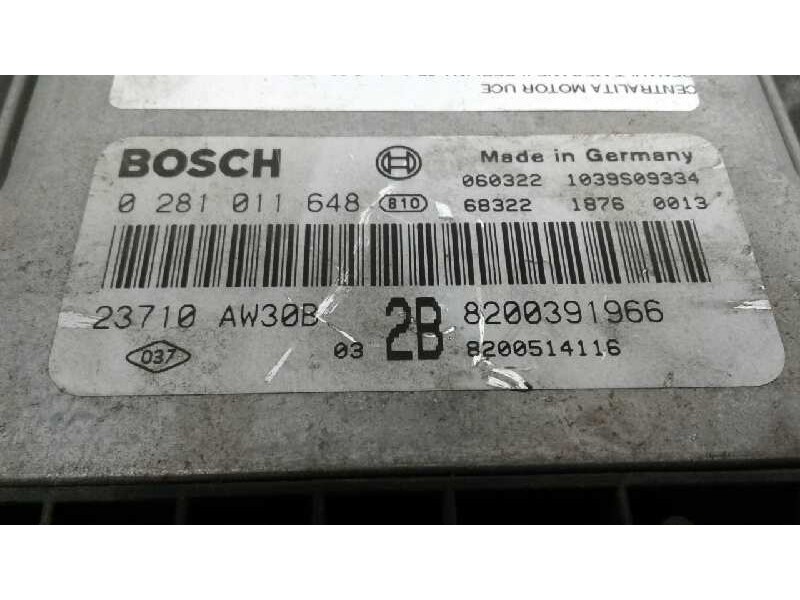 CENTRALITA MOTOR UCE
BOSCH
Made in Germany
060322 1039S09334
0 281 011 648 810
68322 1876 0013
23710 AW30B 2B 8200391966
037 03 8200514116